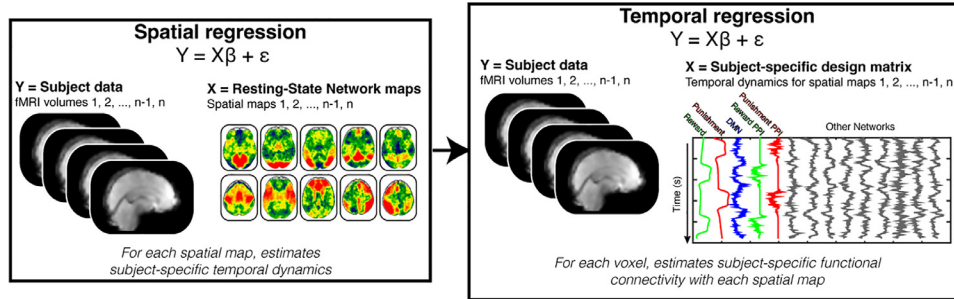 Spatial regression
Y = Xβ + ε
Y = Subject data
fMRI volumes 1, 2, ..., n-1, n
X = Resting-State Network maps
Spatial maps 1, 2, ..., n-1, n
For each spatial map, estimates
subject-specific temporal dynamics
Temporal regression
Y = Xβ + ε
Y = Subject data
fMRI volumes 1, 2, ..., n-1, n
X = Subject-specific design matrix
Temporal dynamics for spatial maps 1, 2, ..., n-1, n
Reward
Punishment
DMN
Reward PPI
Punishment PPI
Other Networks
Time (s)
For each voxel, estimates subject-specific functional
connectivity with each spatial map